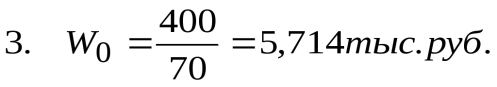 3. W₀ = 400/70 = 5,714тыс.руб.